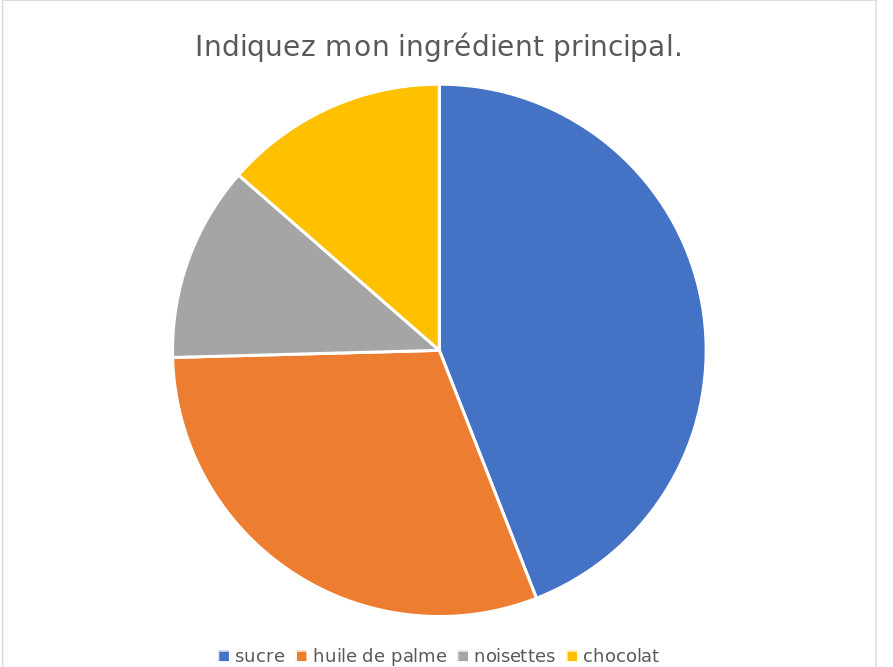 Indiquez mon ingrédient principal.
sucre huile de palme noisettes chocolat